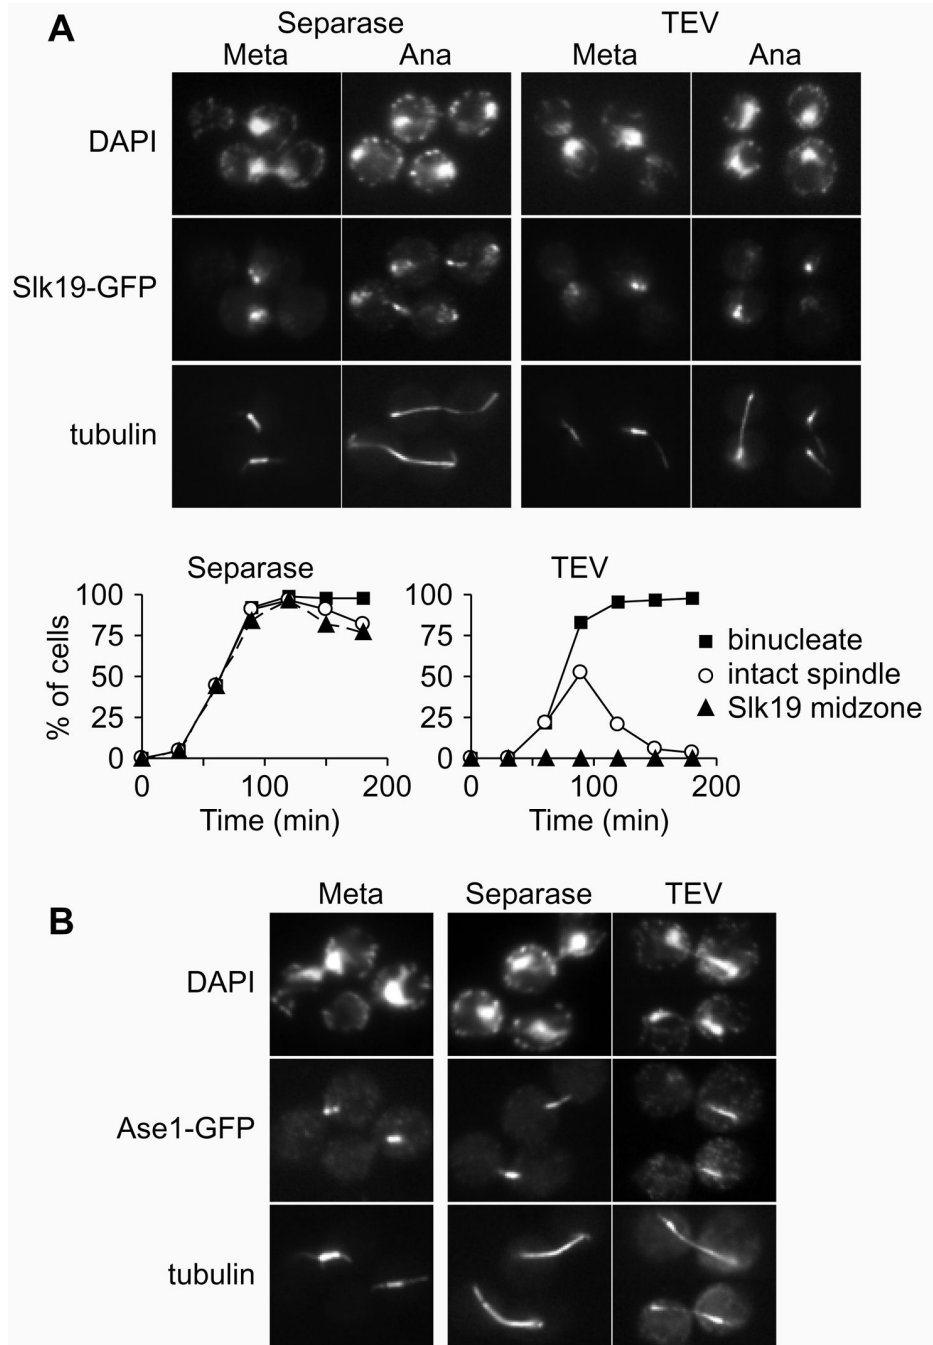 A
Separase TEV
Meta Ana Meta Ana
DAPI
Slk19-GFP
tubulin
Separase TEV
100 100
75 75
50 50
25 25
0 0
% of cells
0 100 200 0 100 200
Time (min) Time (min)
binucleate
intact spindle
Slk19 midzone
B
Meta Separase TEV
DAPI
Ase1-GFP
tubulin